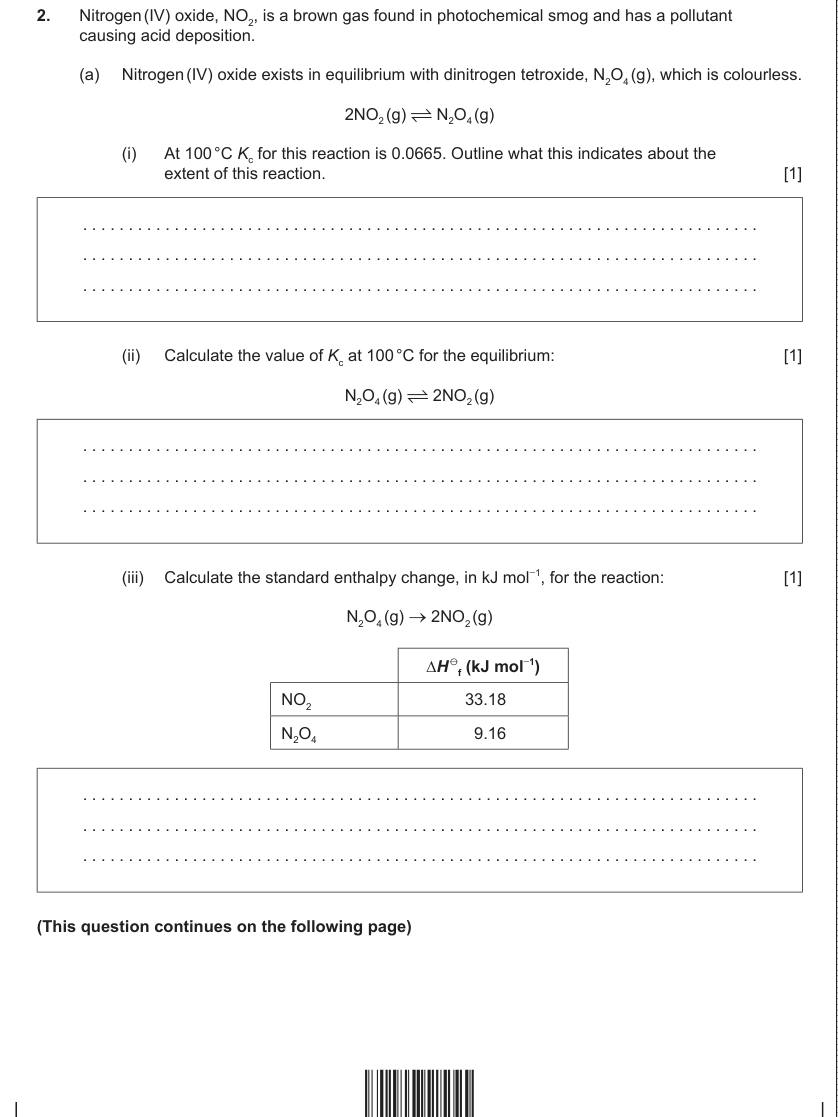 2. Nitrogen (IV) oxide, NO₂, is a brown gas found in photochemical smog and has a pollutant
causing acid deposition.
(a) Nitrogen (IV) oxide exists in equilibrium with dinitrogen tetroxide, N₂O₄ (g), which is colourless.
2NO₂ (g) ⇌ N₂O₄ (g)
(i) At 100 °C K꜀ for this reaction is 0.0665. Outline what this indicates about the
extent of this reaction. [1]
. . . . . . . . . . . . . . . . . . . . . . . . . . . . . . . . . . . . . . . .
. . . . . . . . . . . . . . . . . . . . . . . . . . . . . . . . . . . . . . . .
. . . . . . . . . . . . . . . . . . . . . . . . . . . . . . . . . . . . . . . .
(ii) Calculate the value of K꜀ at 100 °C for the equilibrium: [1]
N₂O₄ (g) ⇌ 2NO₂ (g)
. . . . . . . . . . . . . . . . . . . . . . . . . . . . . . . . . . . . . . . .
. . . . . . . . . . . . . . . . . . . . . . . . . . . . . . . . . . . . . . . .
. . . . . . . . . . . . . . . . . . . . . . . . . . . . . . . . . . . . . . . .
(iii) Calculate the standard enthalpy change, in kJ mol⁻¹, for the reaction: [1]
N₂O₄ (g) → 2NO₂ (g)
ΔH⊖f (kJ mol⁻¹)
NO₂ 33.18
N₂O₄ 9.16
. . . . . . . . . . . . . . . . . . . . . . . . . . . . . . . . . . . . . . . .
. . . . . . . . . . . . . . . . . . . . . . . . . . . . . . . . . . . . . . . .
. . . . . . . . . . . . . . . . . . . . . . . . . . . . . . . . . . . . . . . .
(This question continues on the following page)